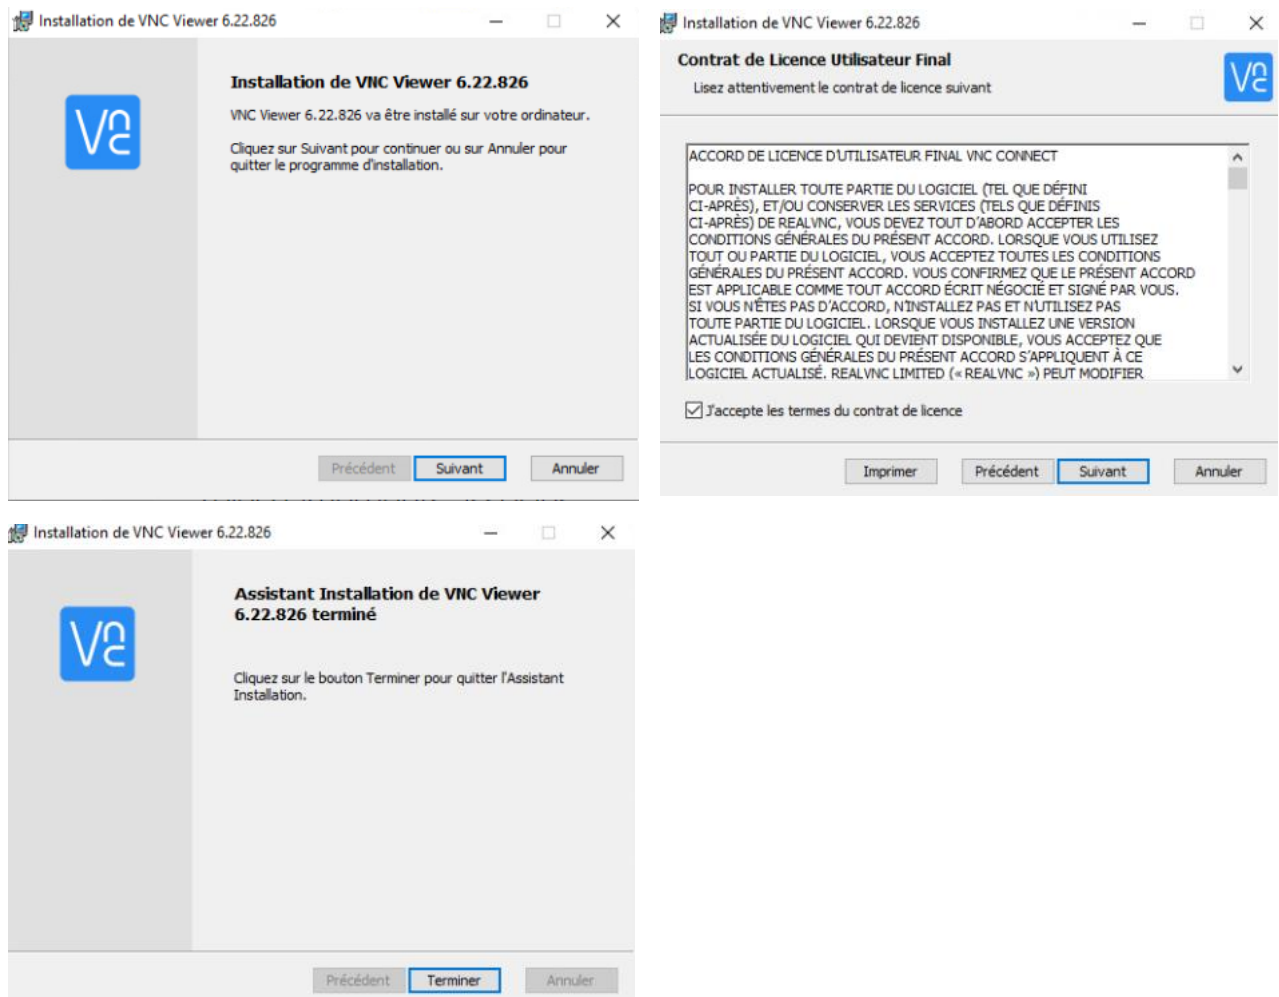 Installation de VNC Viewer 6.22.826
Installation de VNC Viewer 6.22.826
VNC Viewer 6.22.826 va être installé sur votre ordinateur.
Cliquez sur Suivant pour continuer ou sur Annuler pour
quitter le programme d'installation.
Précédent
Suivant
Annuler
Installation de VNC Viewer 6.22.826
Contrat de Licence Utilisateur Final
Lisez attentivement le contrat de licence suivant
ACCORD DE LICENCE D'UTILISATEUR FINAL VNC CONNECT
POUR INSTALLER TOUTE PARTIE DU LOGICIEL (TEL QUE DÉFINI
CI-APRÈS), ET/OU CONSERVER LES SERVICES (TELS QUE DÉFINIS
CI-APRÈS) DE REALVNC, VOUS DEVEZ TOUT D'ABORD ACCEPTER LES
CONDITIONS GÉNÉRALES DU PRÉSENT ACCORD. LORSQUE VOUS UTILISEZ
TOUT OU PARTIE DU LOGICIEL, VOUS ACCEPTEZ TOUTES LES CONDITIONS
GÉNÉRALES DU PRÉSENT ACCORD. VOUS CONFIRMEZ QUE LE PRÉSENT ACCORD
EST APPLICABLE COMME TOUT ACCORD ÉCRIT NÉGOCIÉ ET SIGNÉ PAR VOUS.
SI VOUS N'ÊTES PAS D'ACCORD, N'INSTALLEZ PAS ET N'UTILISEZ PAS
TOUTE PARTIE DU LOGICIEL. LORSQUE VOUS INSTALLEZ UNE VERSION
ACTUALISÉE DU LOGICIEL QUI DEVIENT DISPONIBLE, VOUS ACCEPTEZ QUE
LES CONDITIONS GÉNÉRALES DU PRÉSENT ACCORD S'APPLIQUENT À CE
LOGICIEL ACTUALISÉ. REALVNC LIMITED (« REALVNC ») PEUT MODIFIER
J'accepte les termes du contrat de licence
Imprimer
Précédent
Suivant
Annuler
Installation de VNC Viewer 6.22.826
Assistant Installation de VNC Viewer
6.22.826 terminé
Cliquez sur le bouton Terminer pour quitter l'Assistant
Installation.
Précédent
Terminer
Annuler